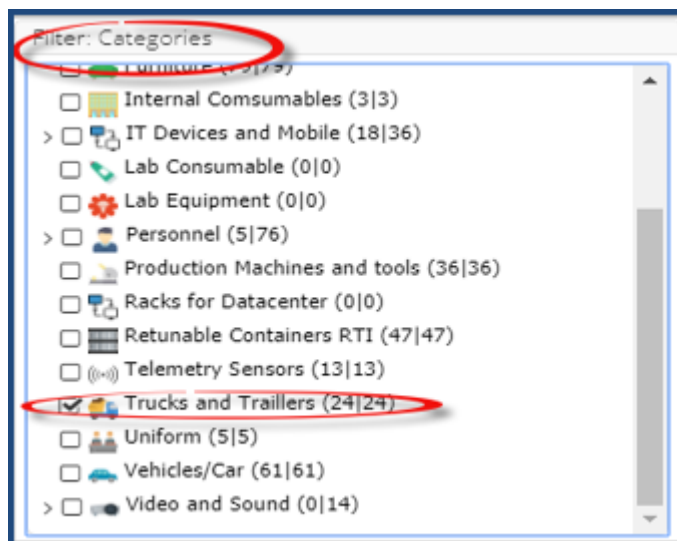 Filter: Categories
Furniture (79|79)
Internal Comsumables (3|3)
IT Devices and Mobile (18|36)
Lab Consumable (0|0)
Lab Equipment (0|0)
Personnel (5|76)
Production Machines and tools (36|36)
Racks for Datacenter (0|0)
Retunable Containers RTI (47|47)
Telemetry Sensors (13|13)
Trucks and Traillers (24|24)
Uniform (5|5)
Vehicles/Car (61|61)
Video and Sound (0|14)